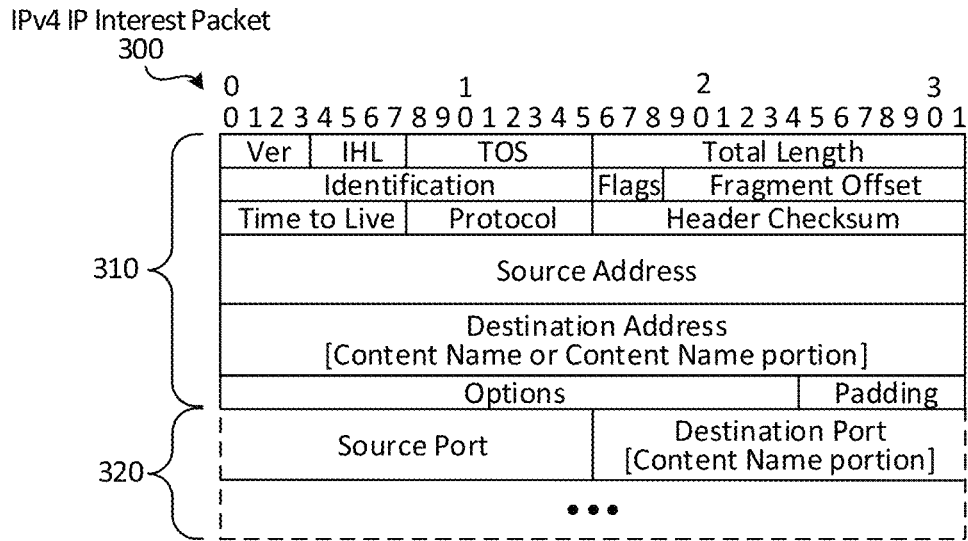 IPv4 IP Interest Packet
300
0 1 2 3
0 1 2 3 4 5 6 7 8 9 0 1 2 3 4 5 6 7 8 9 0 1 2 3 4 5 6 7 8 9 0 1
Ver IHL TOS Total Length
Identification Flags Fragment Offset
Time to Live Protocol Header Checksum
310
Source Address
Destination Address
[Content Name or Content Name portion]
Options Padding
320
Source Port
Destination Port
[Content Name portion]
•••